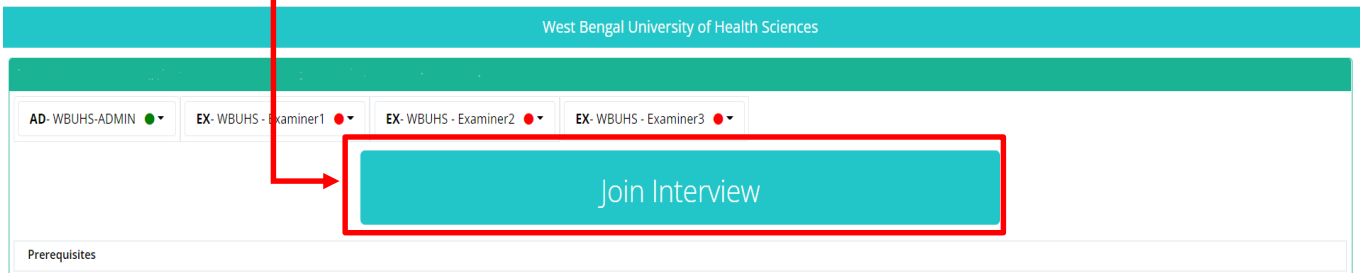 West Bengal University of Health Sciences
AD- WBUHS-ADMIN EX- WBUHS - Examiner1 EX- WBUHS - Examiner2 EX- WBUHS - Examiner3
Join Interview
Prerequisites